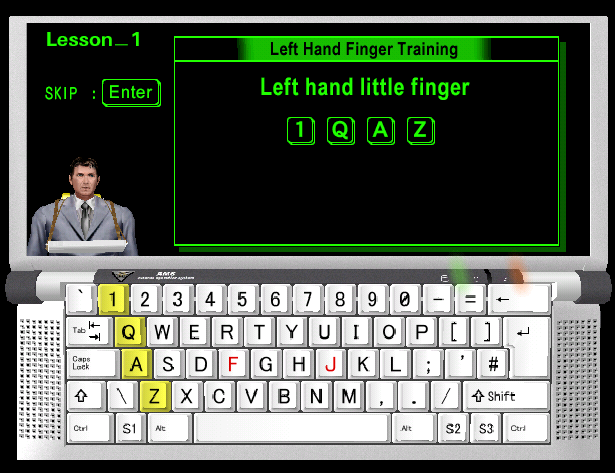 Lesson_1
Left Hand Finger Training
SKIP : Enter
Left hand little finger
1 Q A Z
AMS
` 1 2 3 4 5 6 7 8 9 0 - = ←
Tab Q W E R T Y U I O P [ ]
Caps Lock A S D F G H J K L ; ' #
⇧ \ Z X C V B N M , . / ⇧ Shift
Ctrl S1 Alt Alt S2 S3 Ctrl